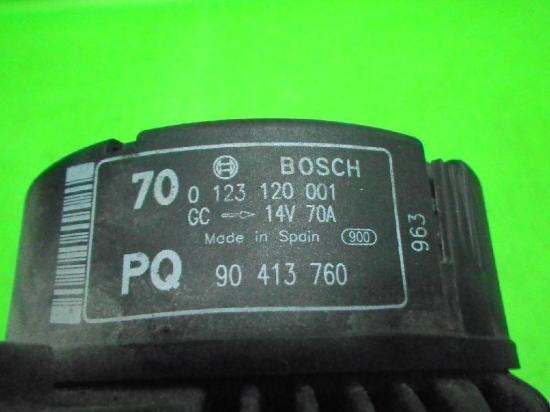 BOSCH
70 0 123 120 001
GC 14V 70A
Made in Spain 900
PQ 90 413 760
963